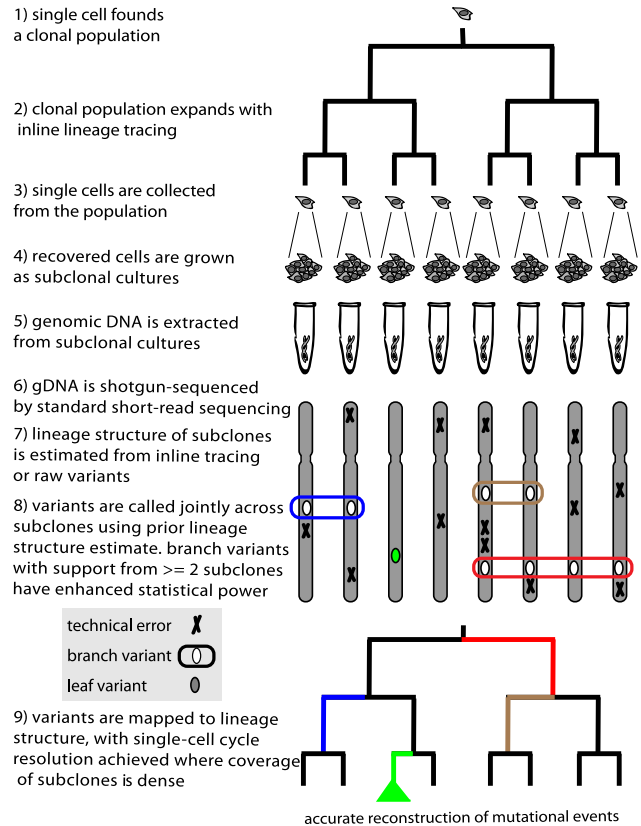 1) single cell founds
a clonal population
2) clonal population expands with
inline lineage tracing
3) single cells are collected
from the population
4) recovered cells are grown
as subclonal cultures
5) genomic DNA is extracted
from subclonal cultures
6) gDNA is shotgun-sequenced
by standard short-read sequencing
7) lineage structure of subclones
is estimated from inline tracing
or raw variants
8) variants are called jointly across
subclones using prior lineage
structure estimate. branch variants
with support from >= 2 subclones
have enhanced statistical power
technical error
branch variant
leaf variant
9) variants are mapped to lineage
structure, with single-cell cycle
resolution achieved where coverage
of subclones is dense
accurate reconstruction of mutational events